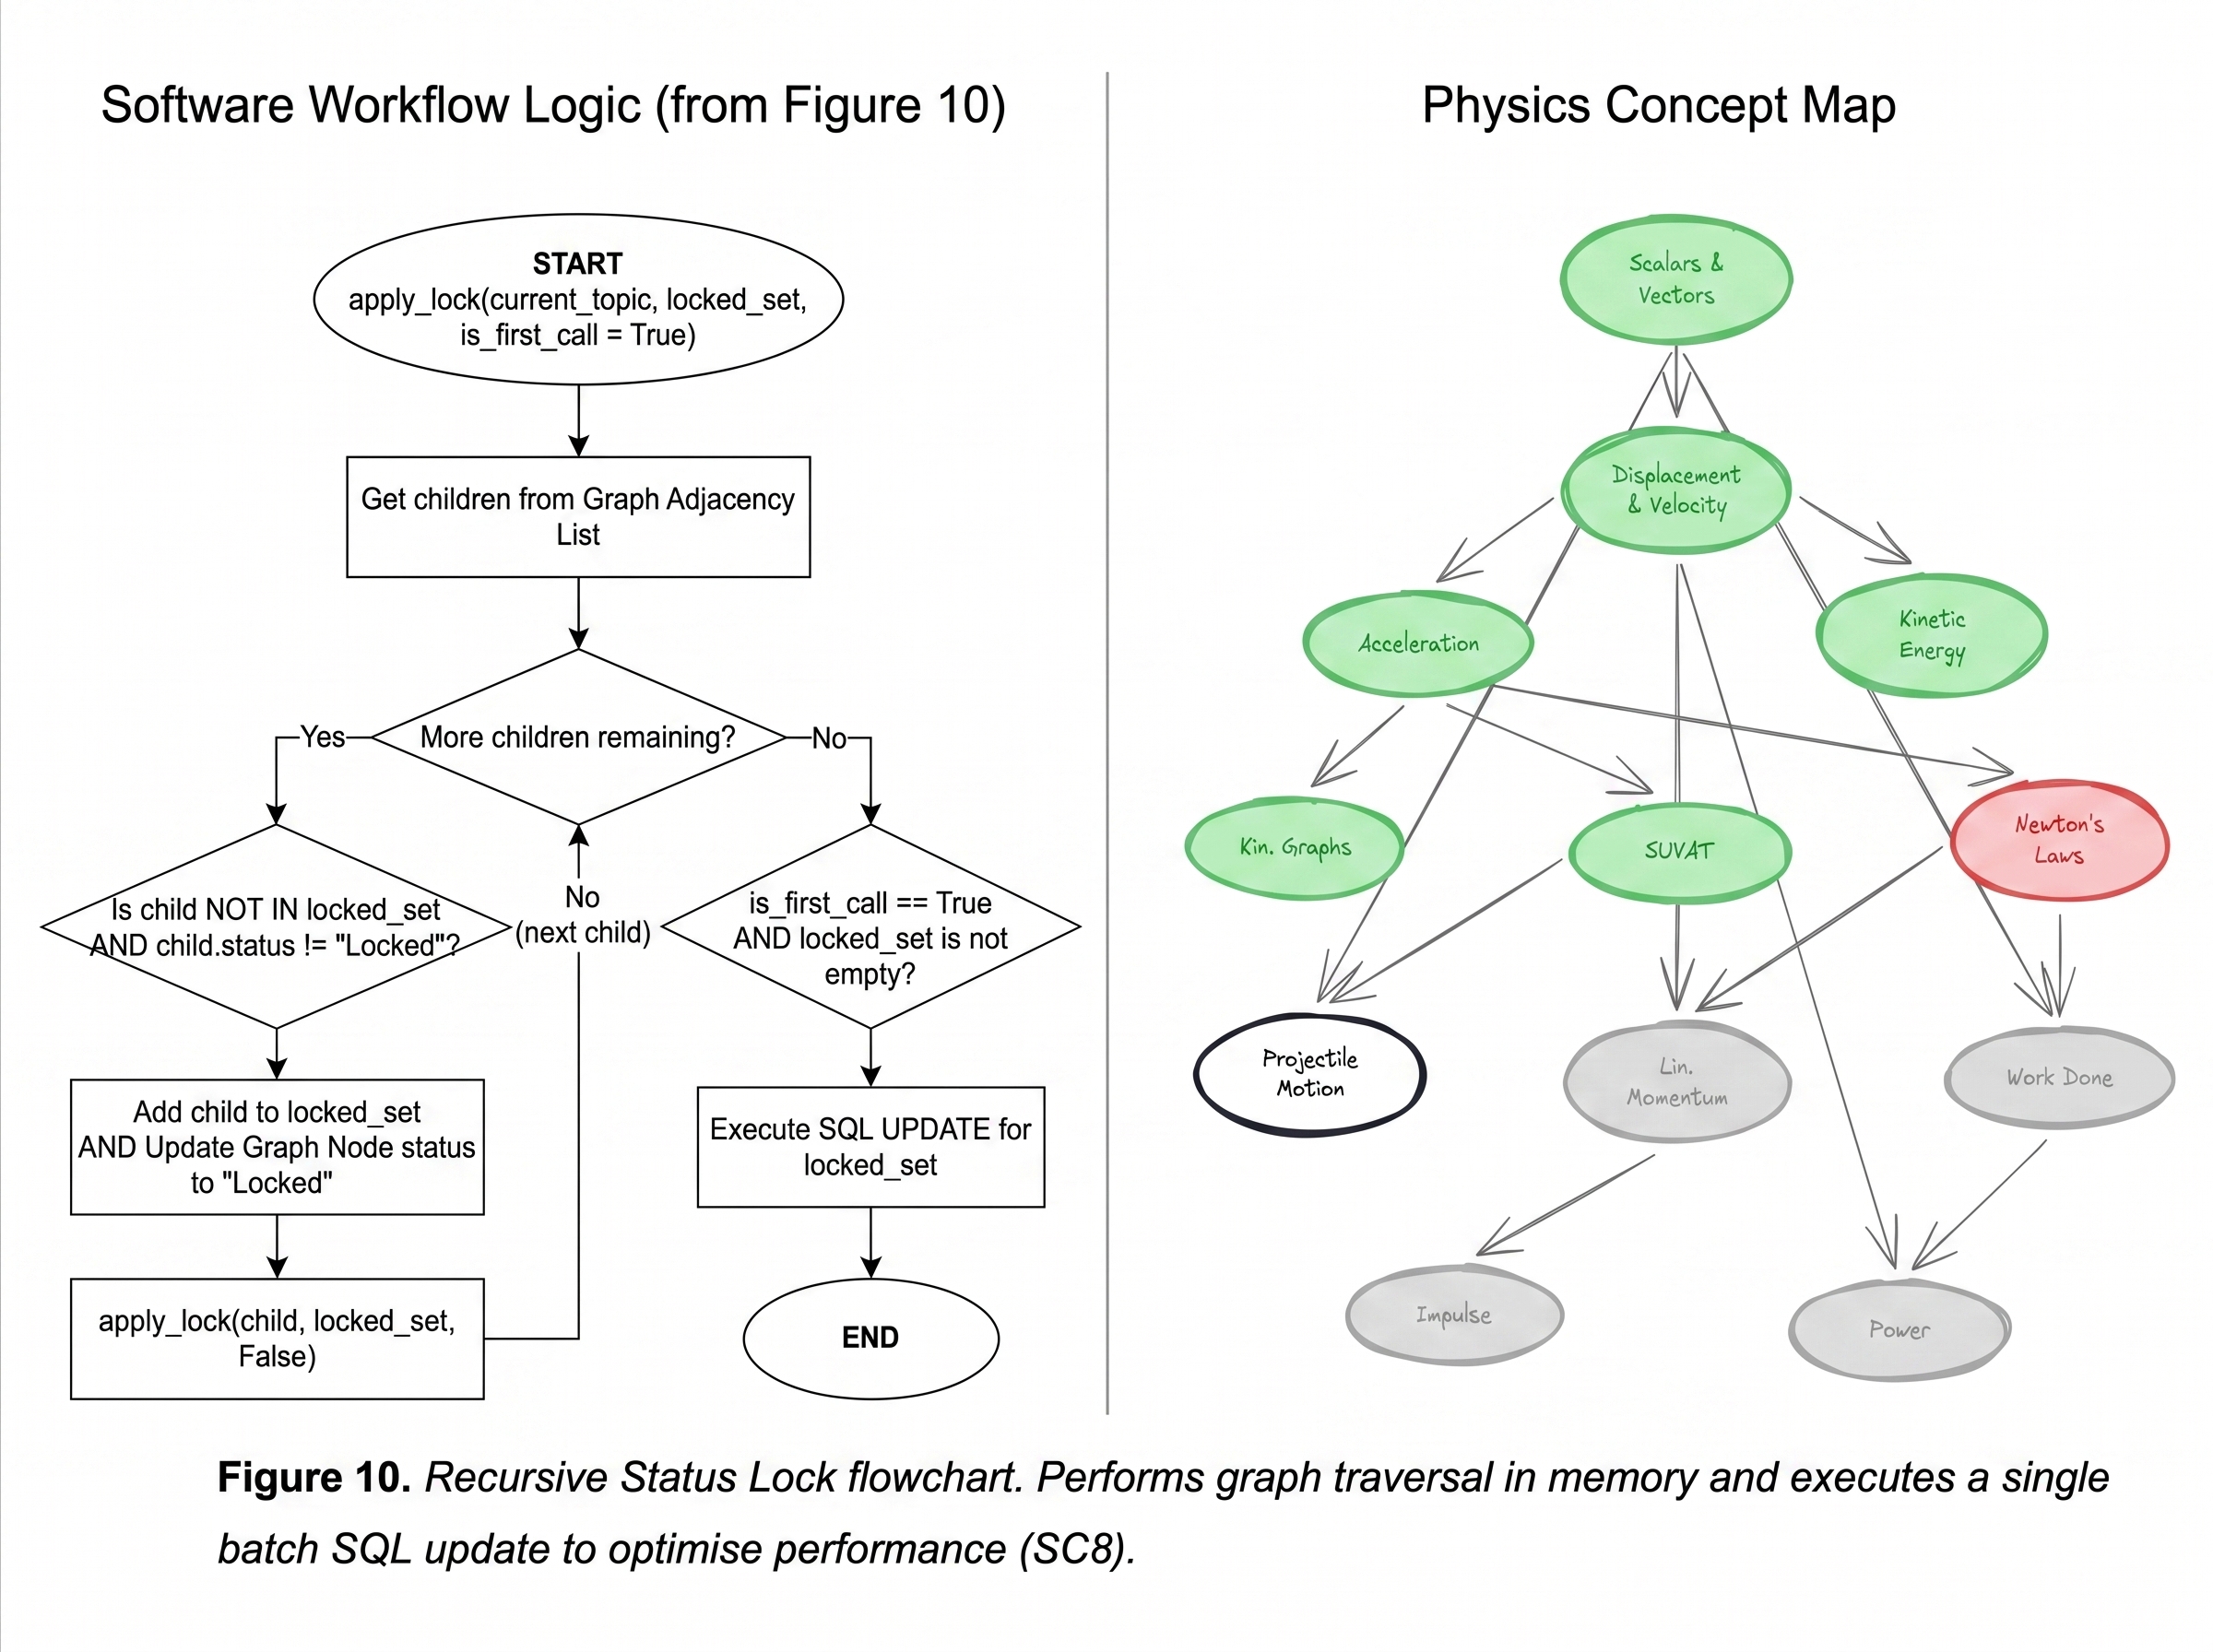 Software Workflow Logic (from Figure 10)
START
apply_lock(current_topic, locked_set,
is_first_call = True)
Get children from Graph Adjacency
List
More children remaining?
Yes
No
Is child NOT IN locked_set
AND child.status != "Locked"?
No
(next child)
is_first_call == True
AND locked_set is not
empty?
Add child to locked_set
AND Update Graph Node status
to "Locked"
Execute SQL UPDATE for
locked_set
apply_lock(child, locked_set,
False)
END
Physics Concept Map
Scalars &
Vectors
Displacement
& Velocity
Acceleration
Kinetic
Energy
Kin. Graphs
SUVAT
Newton's
Laws
Projectile
Motion
Lin.
Momentum
Work Done
Impulse
Power
Figure 10. Recursive Status Lock flowchart. Performs graph traversal in memory and executes a single
batch SQL update to optimise performance (SC8).